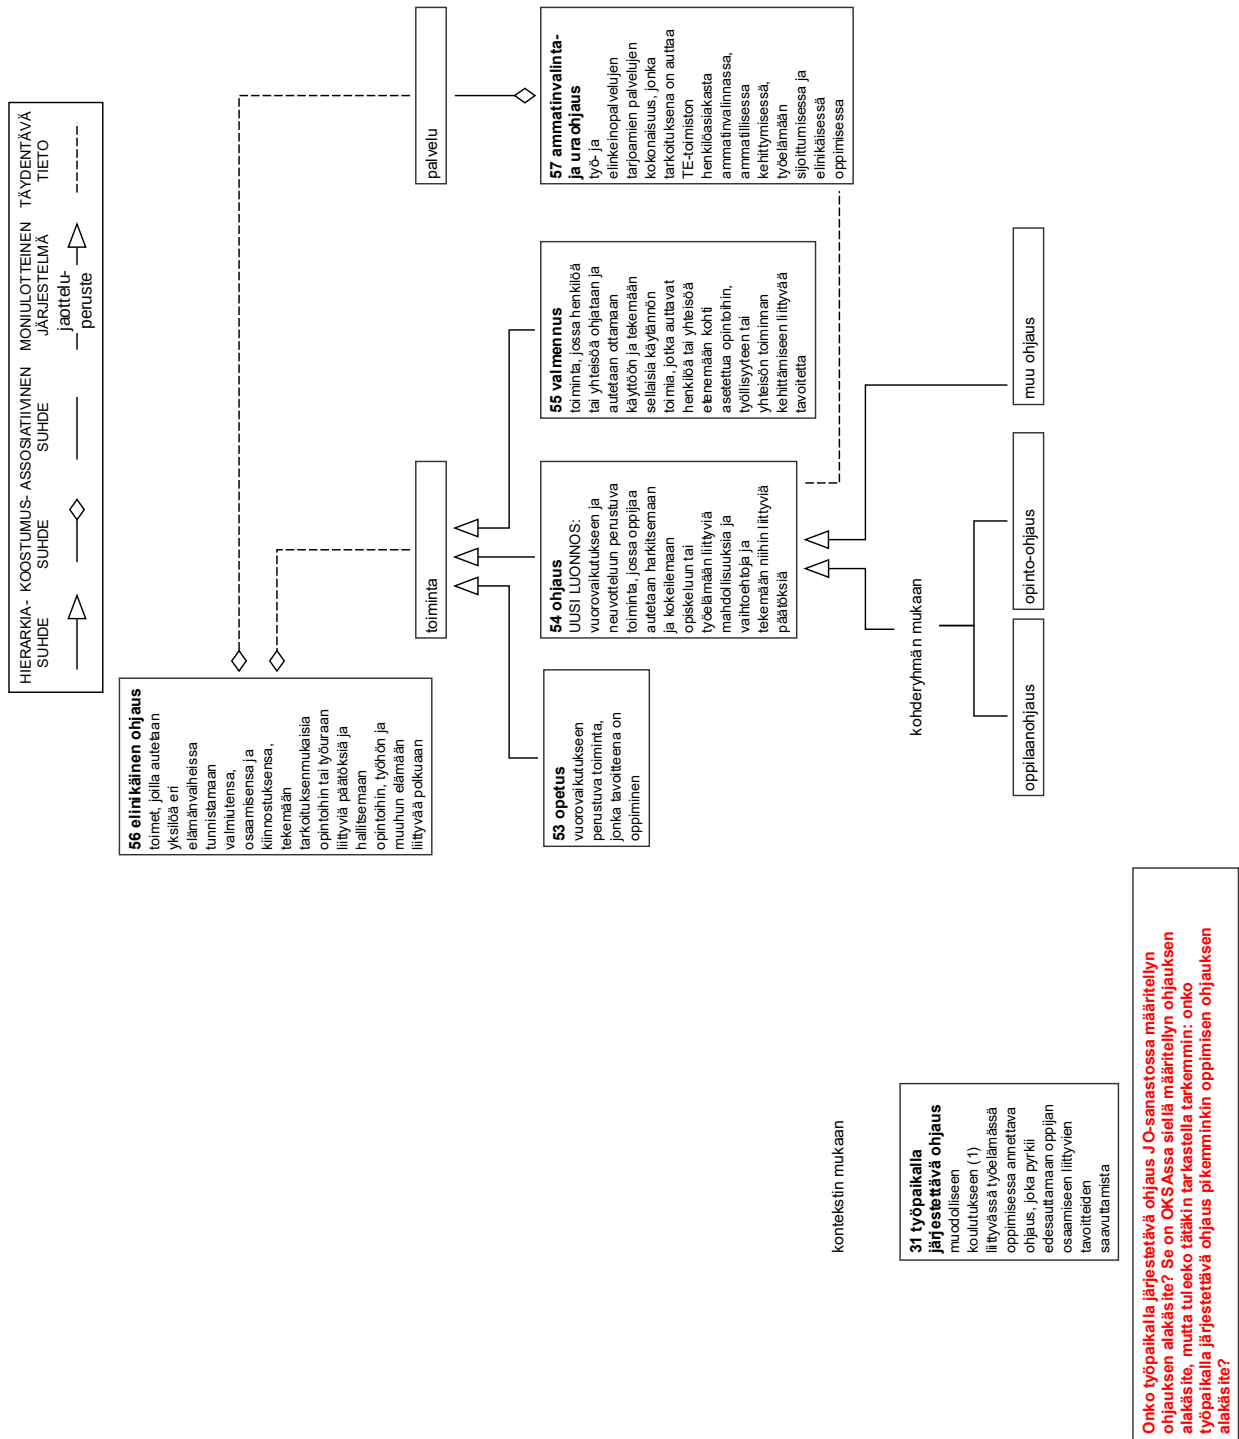 HIERARKIA- KOOSTUMUS- ASSOSIATIIVINEN MONIULOTTEINEN TÄYDENTÄVÄ
SUHDE SUHDE SUHDE JÄRJESTELMÄ TIETO
jaottelu-
peruste
56 elinikäinen ohjaus
toimet, joilla autetaan
yksilöä eri
elämänvaiheissa
tunnistamaan
valmiutensa,
osaamisensa ja
kiinnostuksensa,
tekemään
tarkoituksenmukaisia
opintoihin tai työuraan
liittyviä päätöksiä ja
hallitsemaan
opintoihin, työhön ja
muuhun elämään
liittyvää polkuaan
toiminta
palvelu
53 opetus
vuorovaikutukseen
perustuva toiminta,
jonka tavoitteena on
oppiminen
54 ohjaus
UUSI LUONNOS:
vuorovaikutukseen ja
neuvotteluun perustuva
toiminta, jossa oppijaa
autetaan harkitsemaan
ja kokeilemaan
opiskeluun tai
työelämään liittyviä
mahdollisuuksia ja
vaihtoehtoja ja
tekemään niihin liittyviä
päätöksiä
55 valmennus
toiminta, jossa henkilöä
tai yhteisöä ohjataan ja
autetaan ottamaan
käyttöön ja tekemään
sellaisia käytännön
toimia, jotka auttavat
henkilöä tai yhteisöä
etenemään kohti
asetettua opintoihin,
työllisyyteen tai
yhteisön toiminnan
kehittämiseen liittyvää
tavoitetta
57 ammatinvalinta-
ja uraohjaus
työ- ja
elinkeinopalvelujen
tarjoamien palvelujen
kokonaisuus, jonka
tarkoituksena on auttaa
TE-toimiston
henkilöasiakasta
ammatinvalinnassa,
ammatillisessa
kehittymisessä,
työelämään
sijoittumisessa ja
elinikäisessä
oppimisessa
kontekstin mukaan
kohderyhmän mukaan
31 työpaikalla
järjestettävä ohjaus
muodolliseen
koulutukseen (1)
liittyvässä työelämässä
oppimisessa annettava
ohjaus, joka pyrkii
edesauttamaan oppijan
osaamiseen liittyvien
tavoitteiden
saavuttamista
oppilaanohjaus
opinto-ohjaus
muu ohjaus
Onko työpaikalla järjestetävä ohjaus JO-sanastossa määritellyn
ohjauksen alakäsite? Se on OKSAssa siellä määritellyn ohjauksen
alakäsite, mutta tuleeko tätäkin tarkastella tarkemmin: onko
työpaikalla järjestettävä ohjaus pikemminkin oppimisen ohjauksen
alakäsite?